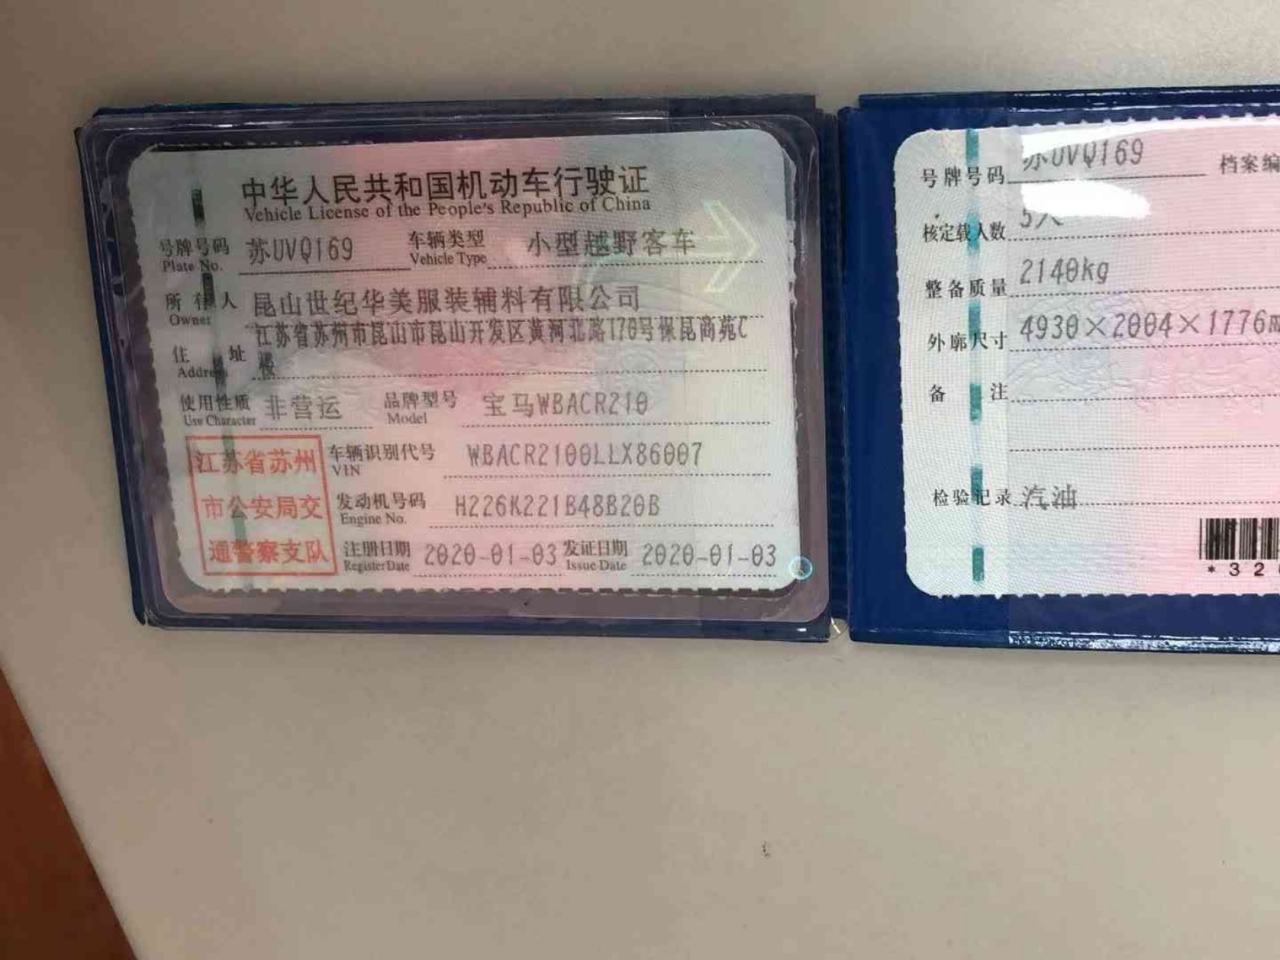 中华人民共和国机动车行驶证
Vehicle License of the People's Republic of China
号牌号码 苏UVQ169 车辆类型 小型越野客车
Plate No. Vehicle Type
所有人 昆山世纪华美服装辅料有限公司
Owner
住址 江苏省苏州市昆山市昆山开发区黄河北路170号保昆商苑C
Address 楼
使用性质 非营运 品牌型号 宝马WBACR210
Use Character Model
江苏省苏州
市公安局交
通警察支队
车辆识别代号 WBACR2100LLX86007
VIN
发动机号码 H226K221B48B20B
Engine No.
注册日期 2020-01-03 发证日期 2020-01-03
Register Date Issue Date
号牌号码 苏UVQ169 档案编
核定载人数 5人
整备质量 2140kg
外廓尺寸 4930×2004×1776m
备注
检验记录 汽油
*320